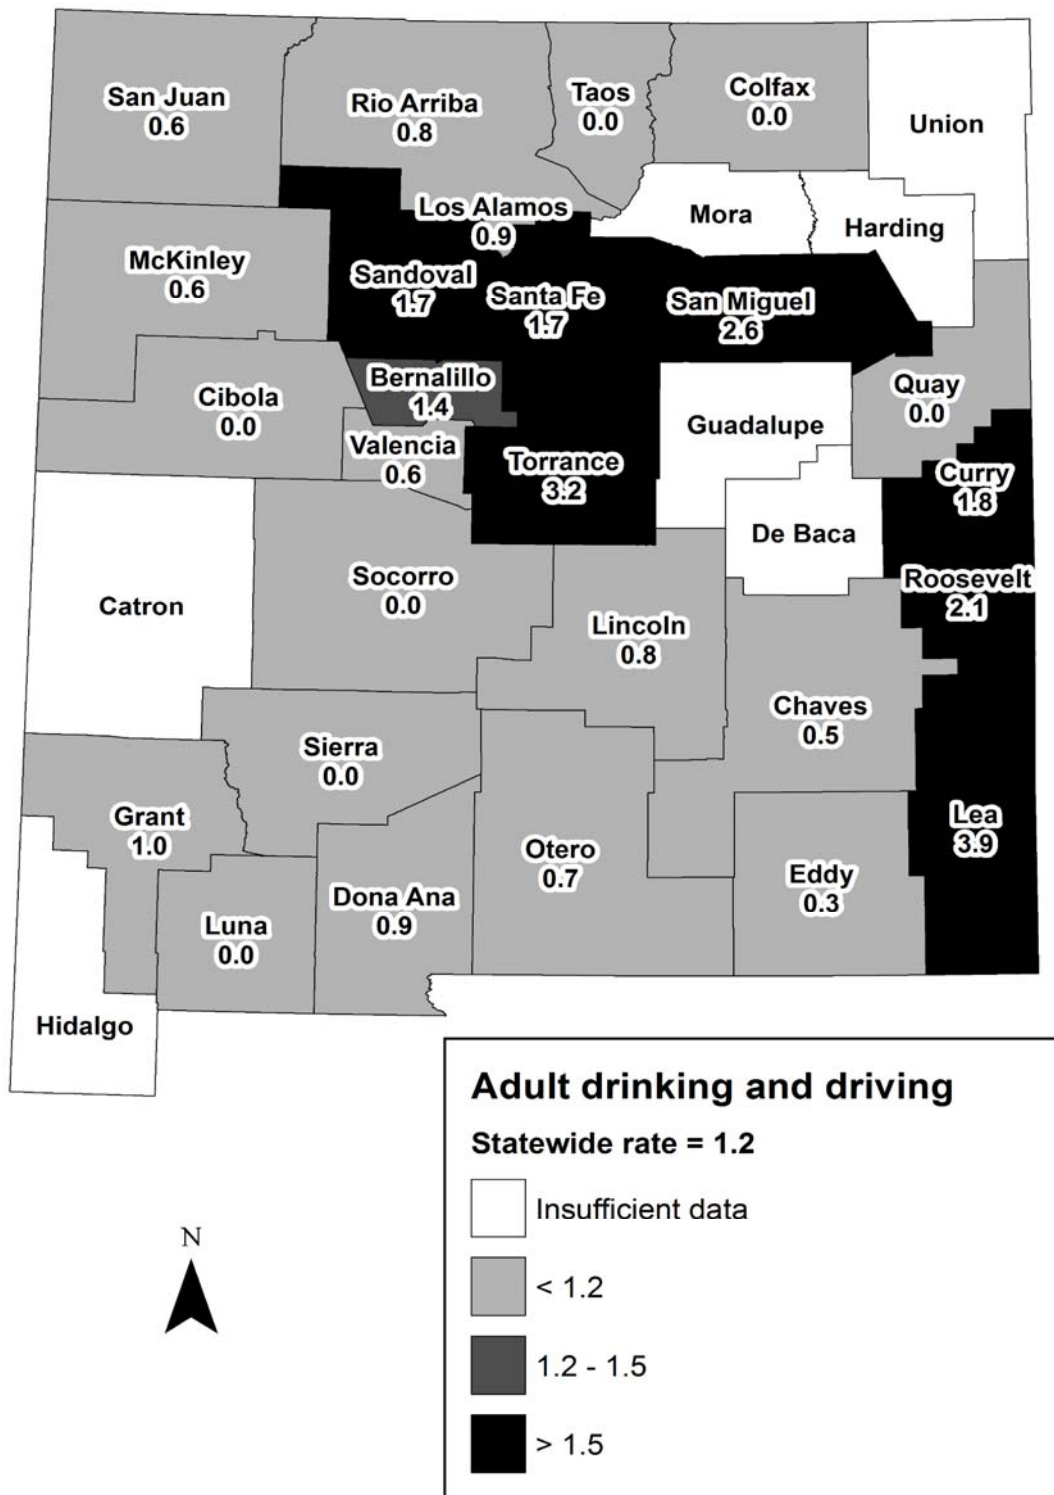 San Juan
0.6
Rio Arriba
0.8
Taos
0.0
Colfax
0.0
Union
Los Alamos
0.9
Mora
Harding
McKinley
0.6
Sandoval
1.7
Santa Fe
1.7
San Miguel
2.6
Bernalillo
1.4
Cibola
0.0
Quay
0.0
Guadalupe
Valencia
0.6
Torrance
3.2
Curry
1.8
De Baca
Catron
Socorro
0.0
Roosevelt
2.1
Lincoln
0.8
Chaves
0.5
Sierra
0.0
Grant
1.0
Lea
3.9
Otero
0.7
Eddy
0.3
Dona Ana
0.9
Luna
0.0
Hidalgo
Adult drinking and driving
Statewide rate = 1.2
Insufficient data
< 1.2
1.2 - 1.5
> 1.5
N